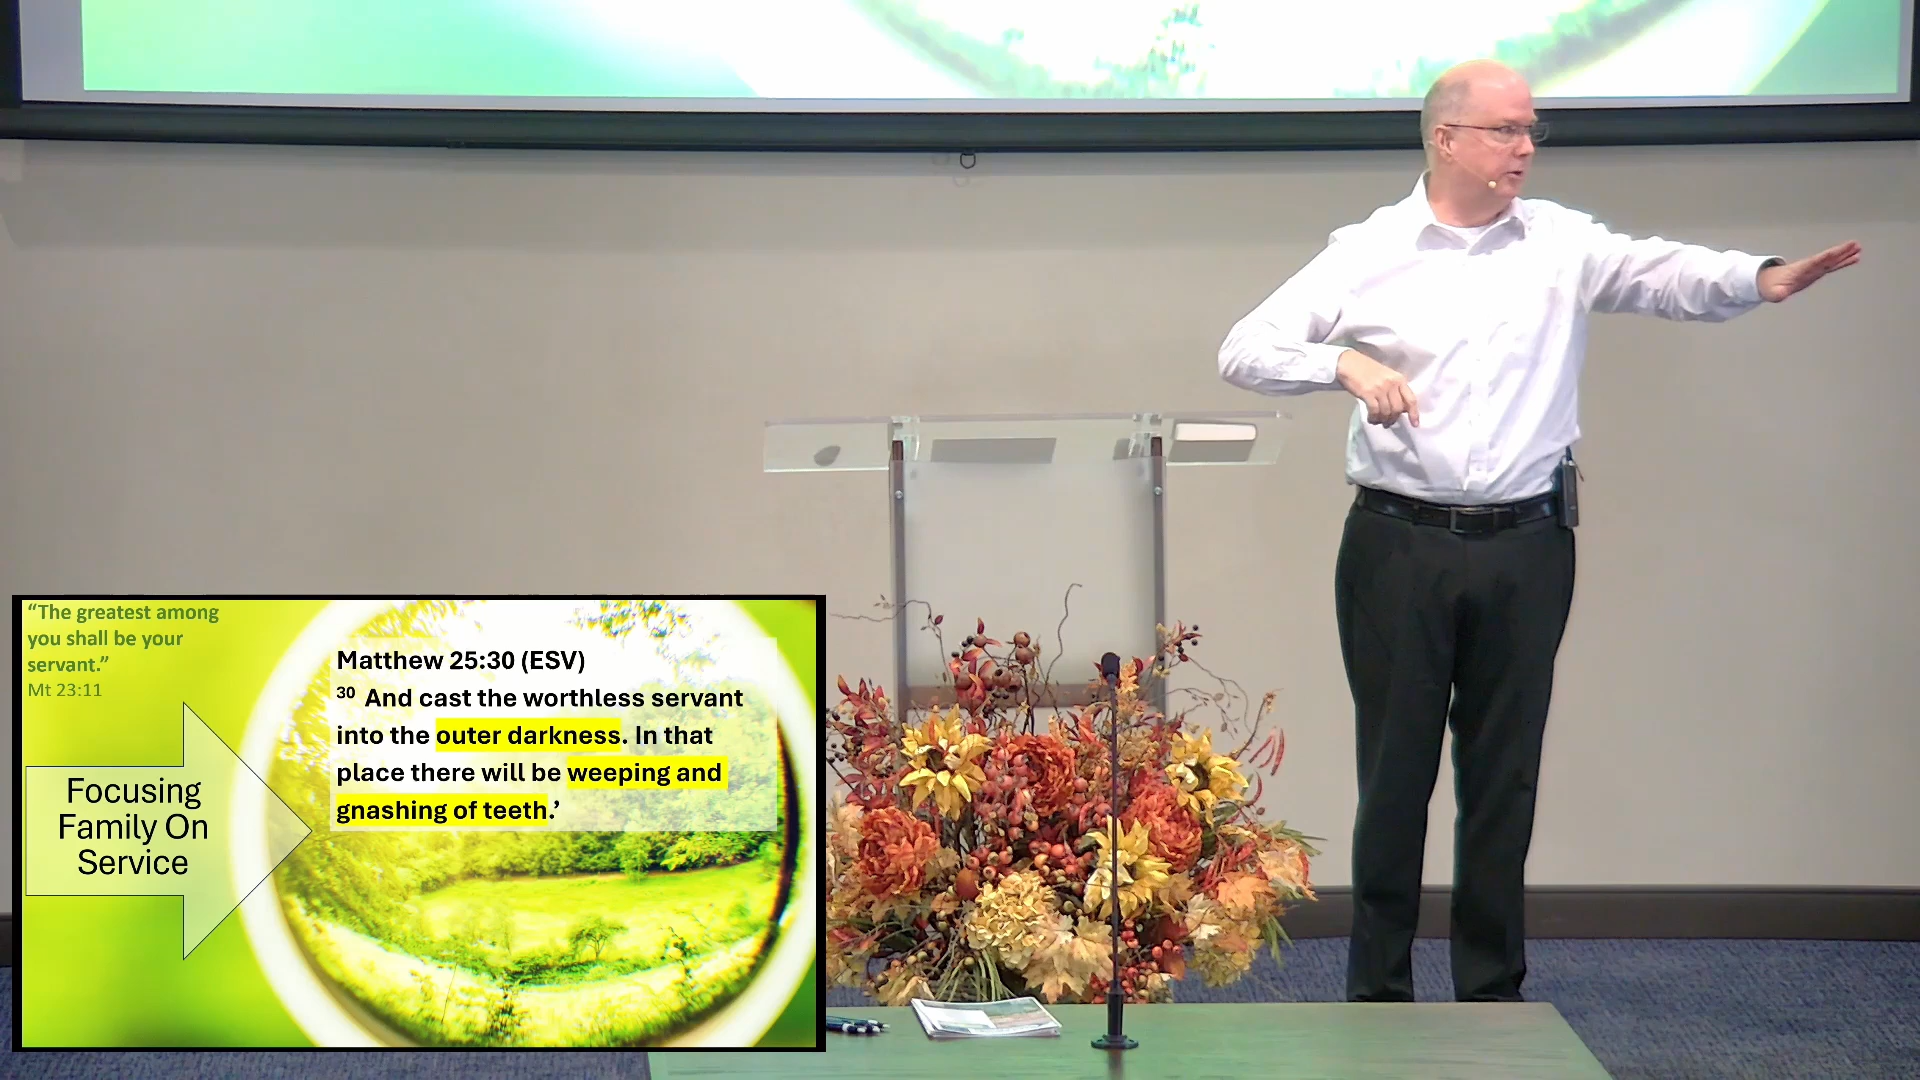 “The greatest among
you shall be your
servant.”
Mt 23:11
Focusing
Family On
Service
Matthew 25:30 (ESV)
30 And cast the worthless servant
into the outer darkness. In that
place there will be weeping and
gnashing of teeth.’